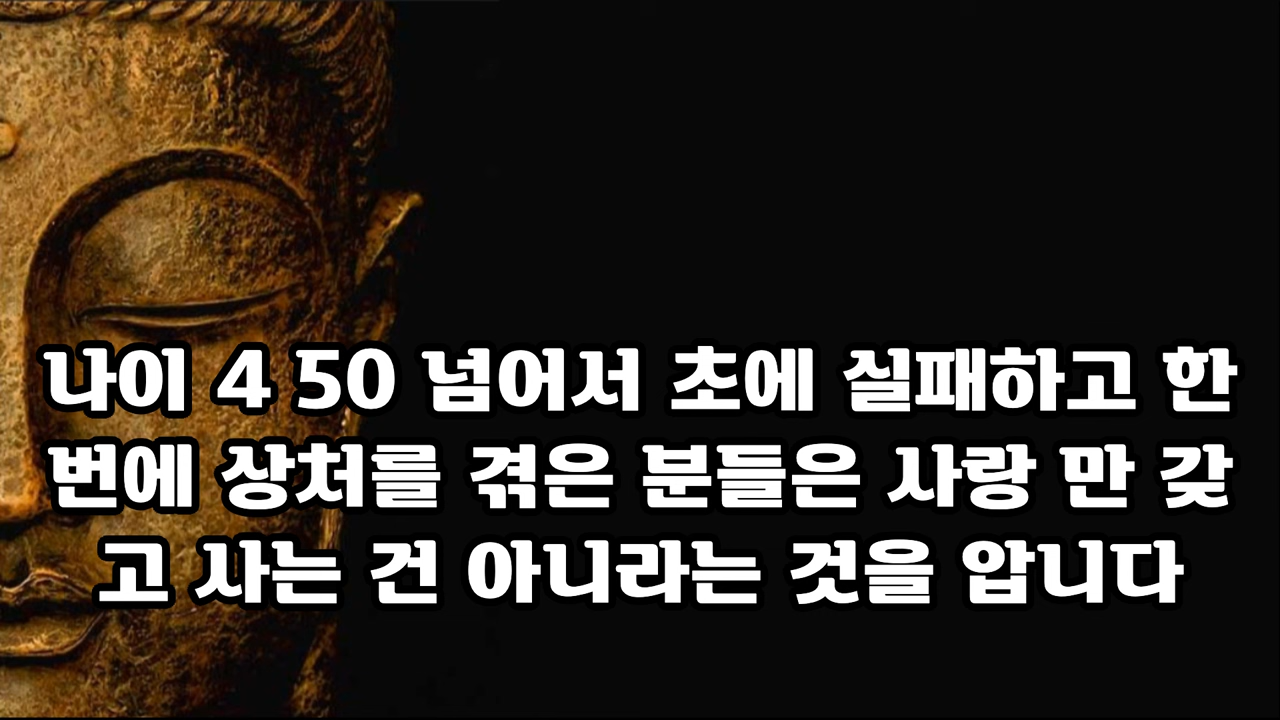 나이 4 50 넘어서 초에 실패하고 한
번에 상처를 겪은 분들은 사랑 만 갖
고 사는 건 아니라는 것을 압니다